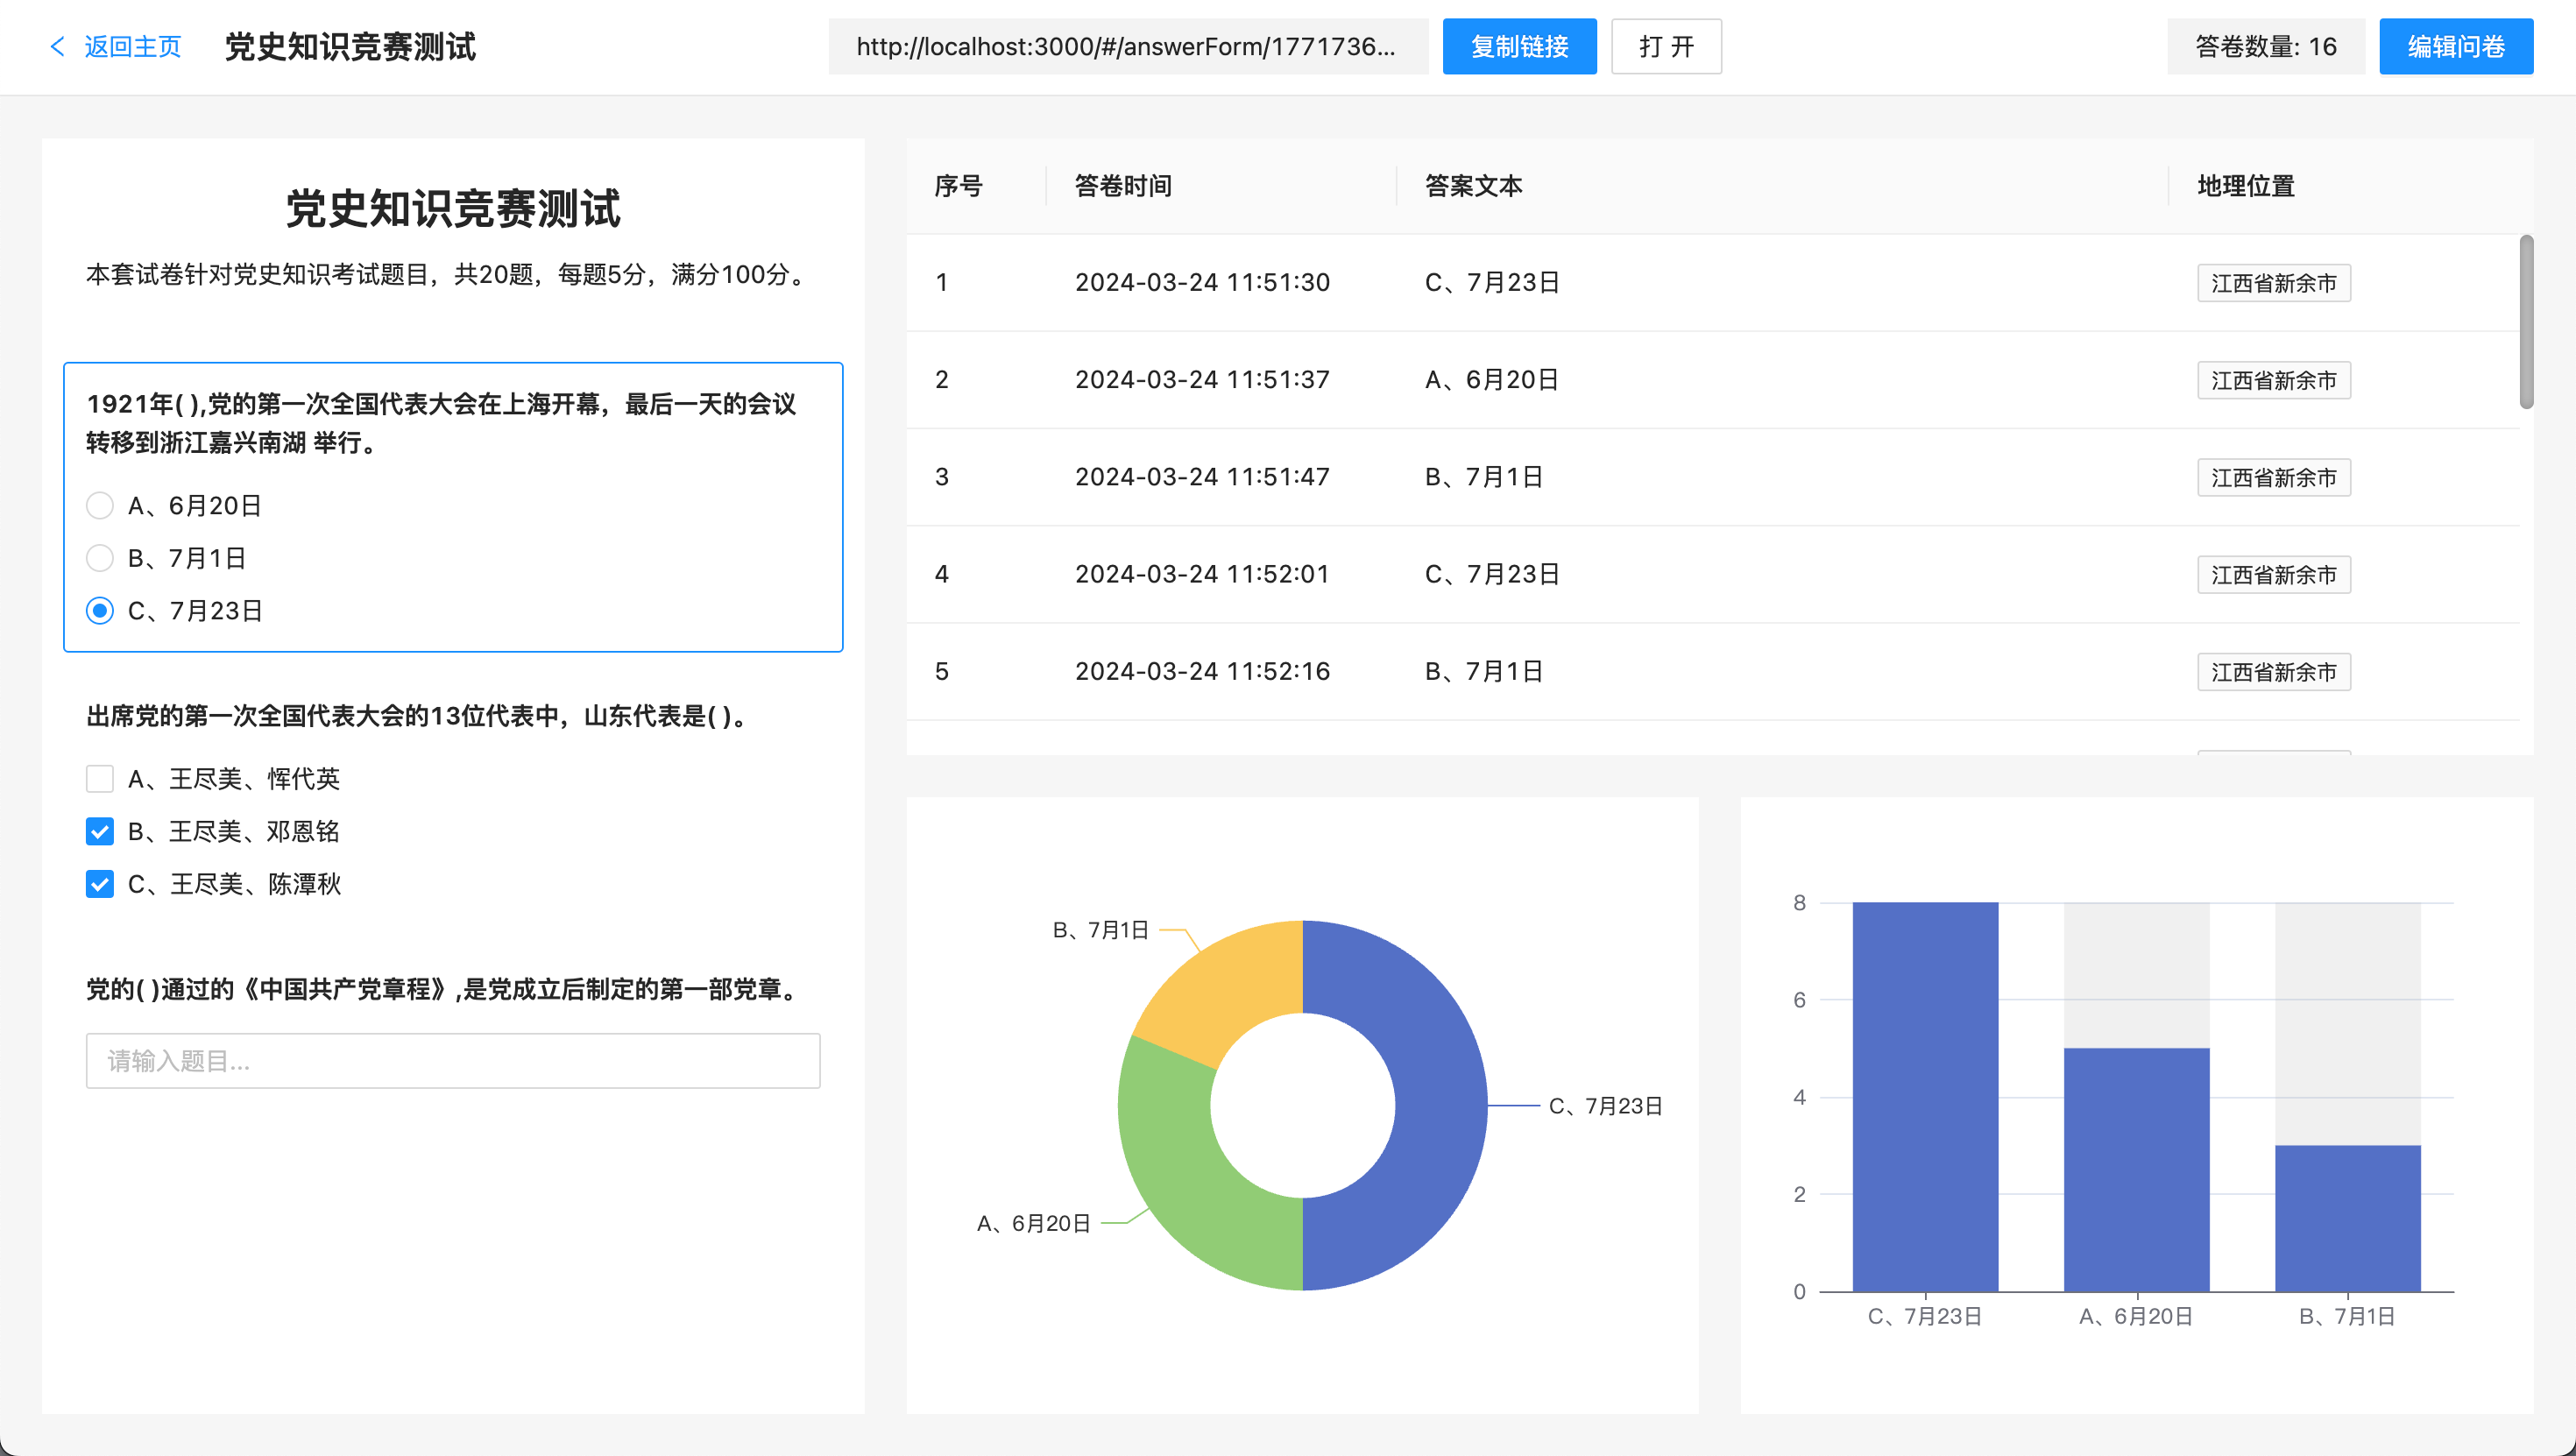 返回主页
党史知识竞赛测试
http://localhost:3000/#/answerForm/1771736...
复制链接
打 开
答卷数量: 16
编辑问卷
党史知识竞赛测试
本套试卷针对党史知识考试题目，共20题，每题5分，满分100分。
1921年( ),党的第一次全国代表大会在上海开幕，最后一天的会议
转移到浙江嘉兴南湖 举行。
A、6月20日
B、7月1日
C、7月23日
出席党的第一次全国代表大会的13位代表中，山东代表是( )。
A、王尽美、恽代英
B、王尽美、邓恩铭
C、王尽美、陈潭秋
党的( )通过的《中国共产党章程》,是党成立后制定的第一部党章。
请输入题目...
序号 答卷时间 答案文本 地理位置
1 2024-03-24 11:51:30 C、7月23日 江西省新余市
2 2024-03-24 11:51:37 A、6月20日 江西省新余市
3 2024-03-24 11:51:47 B、7月1日 江西省新余市
4 2024-03-24 11:52:01 C、7月23日 江西省新余市
5 2024-03-24 11:52:16 B、7月1日 江西省新余市
B、7月1日
C、7月23日
A、6月20日
8
6
4
2
0
C、7月23日 A、6月20日 B、7月1日